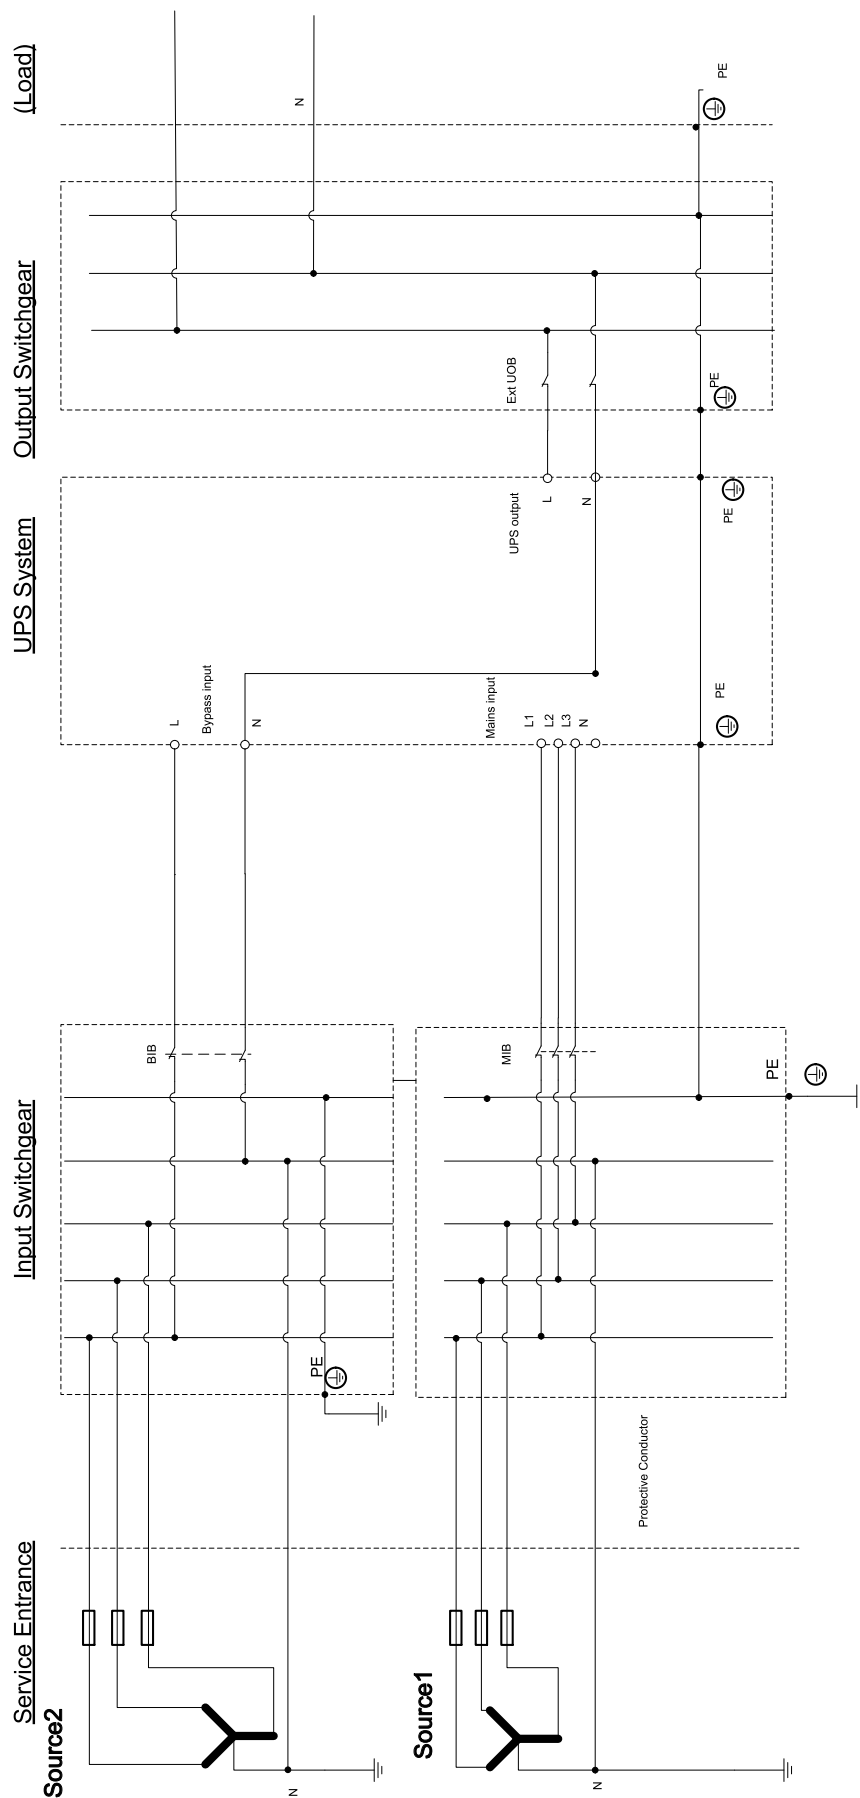 Service Entrance
Input Switchgear
UPS System
Output Switchgear
(Load)
Source2
N
PE
BIB
L
Bypass input
N
Source1
N
Protective Conductor
MIB
PE
Mains input
L1
L2
L3
N
PE
UPS output
L
N
PE
Ext UOB
PE
N
PE